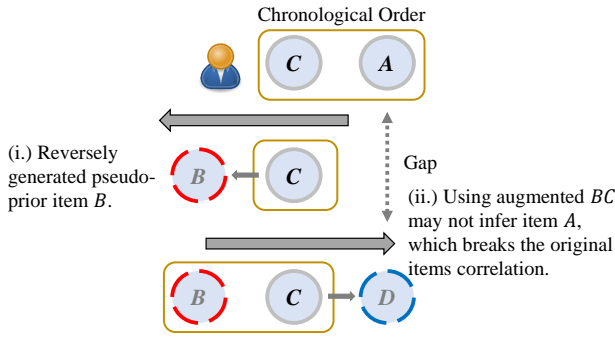 Chronological Order
C A
(i.) Reversely
generated pseudo-
prior item B.
B C
Gap
(ii.) Using augmented BC
may not infer item A,
which breaks the original
items correlation.
B C D